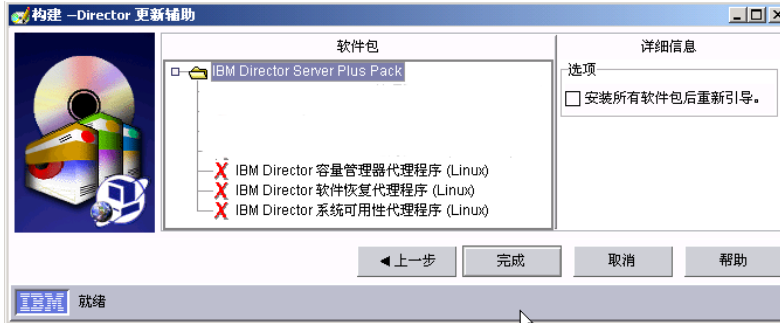 构建 –Director 更新辅助
软件包
IBM Director Server Plus Pack
IBM Director 容量管理器代理程序 (Linux)
IBM Director 软件恢复代理程序 (Linux)
IBM Director 系统可用性代理程序 (Linux)
详细信息
选项
安装所有软件包后重新引导。
◀上一步
完成
取消
帮助
IBM 就绪